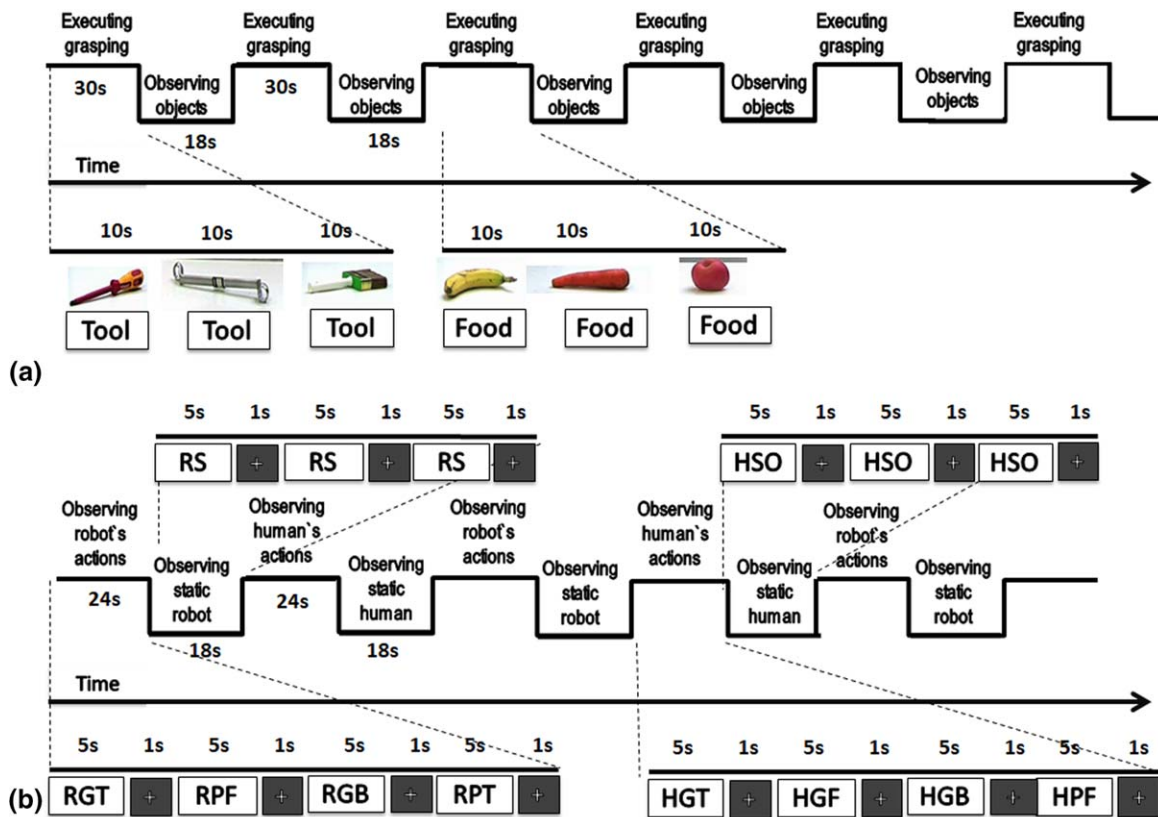 Executing grasping Executing grasping Executing grasping Executing grasping Executing grasping Executing grasping
30s Observing objects 30s Observing objects Observing objects Observing objects Observing objects
18s 18s
Time
10s 10s 10s 10s 10s 10s
Tool Tool Tool Food Food Food
(a)
5s 1s 5s 1s 5s 1s 5s 1s 5s 1s 5s 1s
RS RS RS HSO HSO HSO
Observing robot`s actions Observing human`s actions Observing robot`s actions Observing human`s actions Observing robot`s actions
24s Observing static robot 24s Observing static human Observing static robot Observing static human Observing static robot
18s 18s
Time
5s 1s 5s 1s 5s 1s 5s 1s 5s 1s 5s 1s 5s 1s 5s 1s
(b) RGT RPF RGB RPT HGT HGF HGB HPF